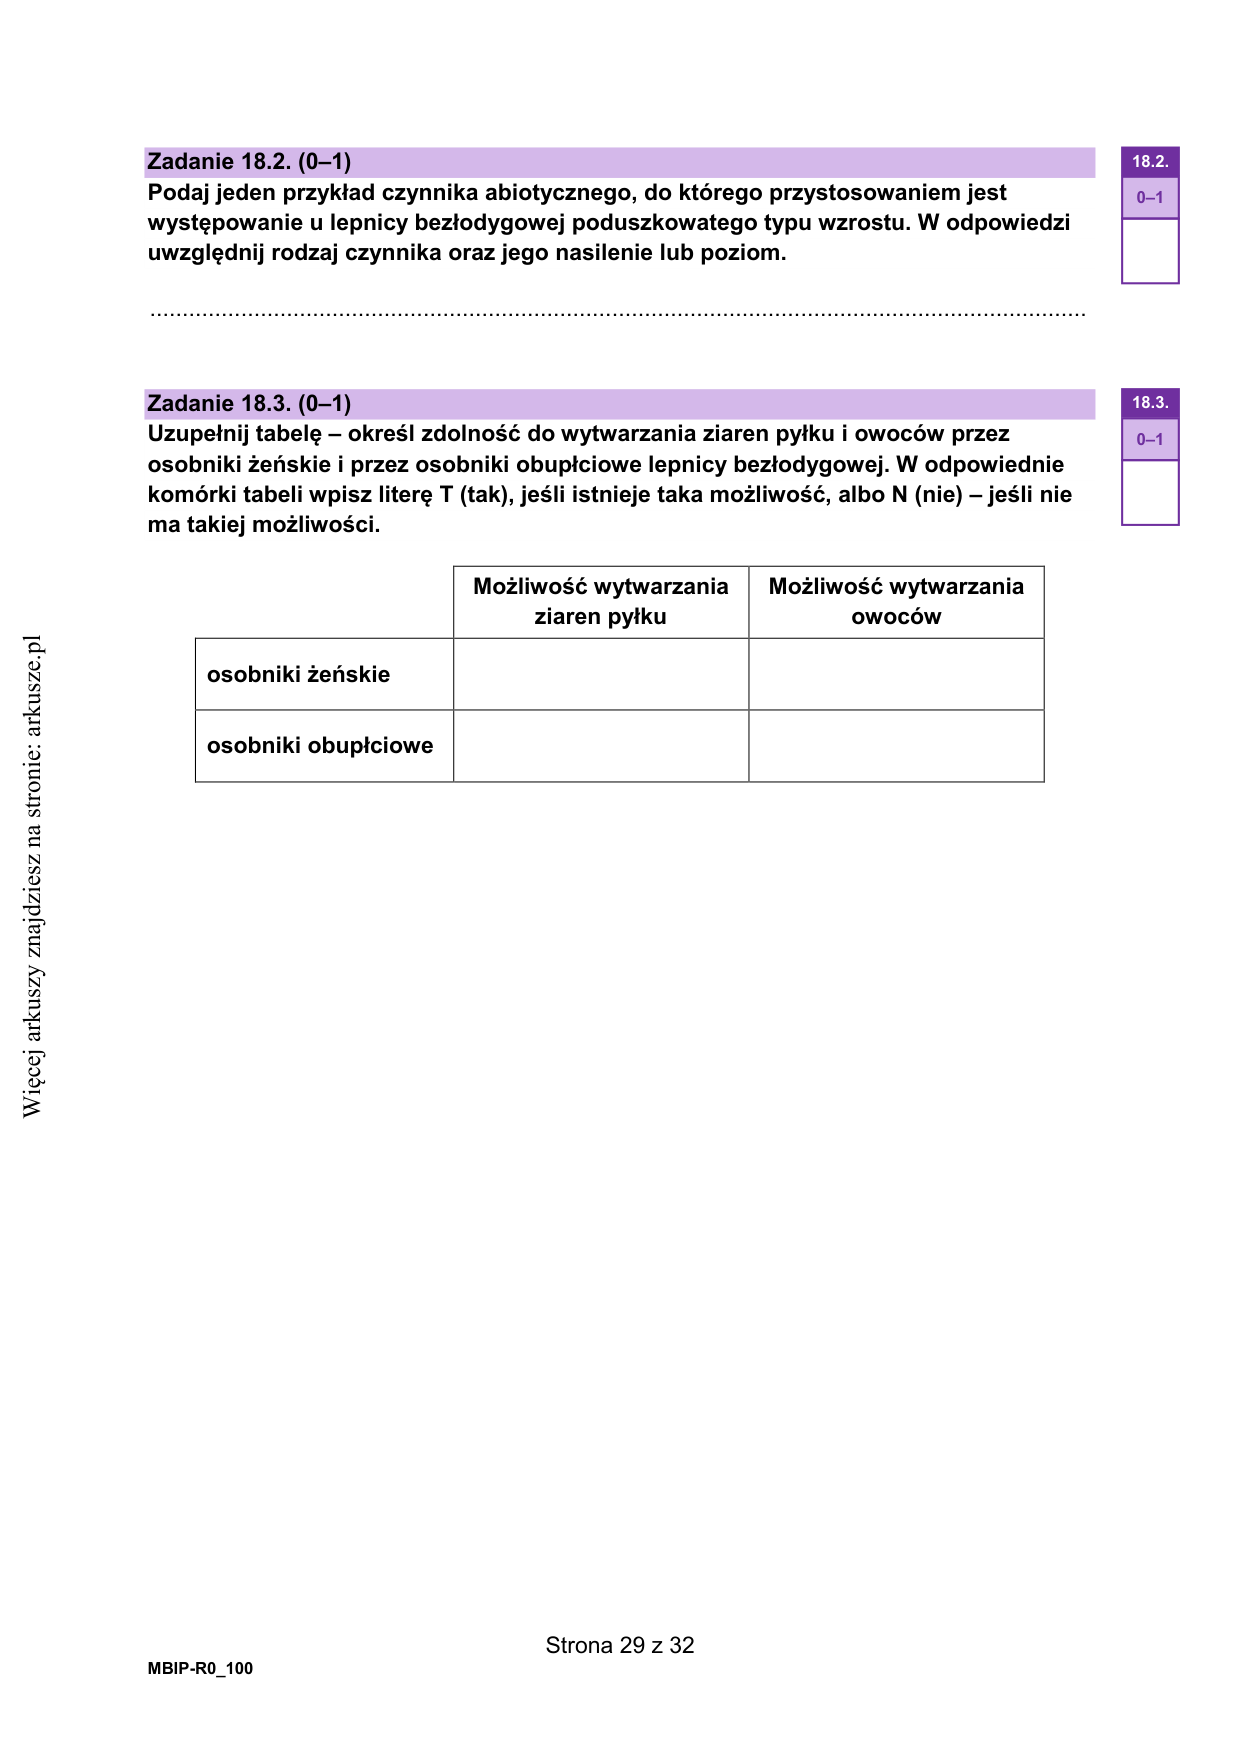 Zadanie 18.2. (0–1)
18.2.
Podaj jeden przykład czynnika abiotycznego, do którego przystosowaniem jest
występowanie u lepnicy bezłodygowej poduszkowatego typu wzrostu. W odpowiedzi
uwzględnij rodzaj czynnika oraz jego nasilenie lub poziom.
0–1
................................................................................................................................................
Zadanie 18.3. (0–1)
18.3.
Uzupełnij tabelę – określ zdolność do wytwarzania ziaren pyłku i owoców przez
osobniki żeńskie i przez osobniki obupłciowe lepnicy bezłodygowej. W odpowiednie
komórki tabeli wpisz literę T (tak), jeśli istnieje taka możliwość, albo N (nie) – jeśli nie
ma takiej możliwości.
0–1
Możliwość wytwarzania
ziaren pyłku
Możliwość wytwarzania
owoców
osobniki żeńskie
osobniki obupłciowe
Więcej arkuszy znajdziesz na stronie: arkusze.pl
Strona 29 z 32
MBIP-R0_100